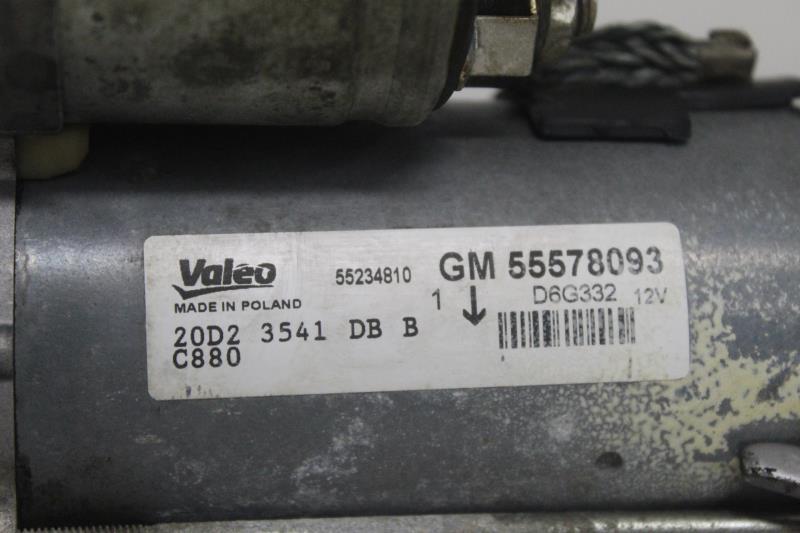 Valeo 55234810 GM 55578093
MADE IN POLAND 1 ↓ D6G332 12V
20D2 3541 DB B
C880